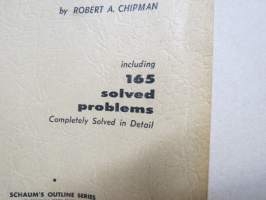 by ROBERT A. CHIPMAN
including
165
solved
problems
Completely Solved in Detail
SCHAUM'S OUTLINE SERIES